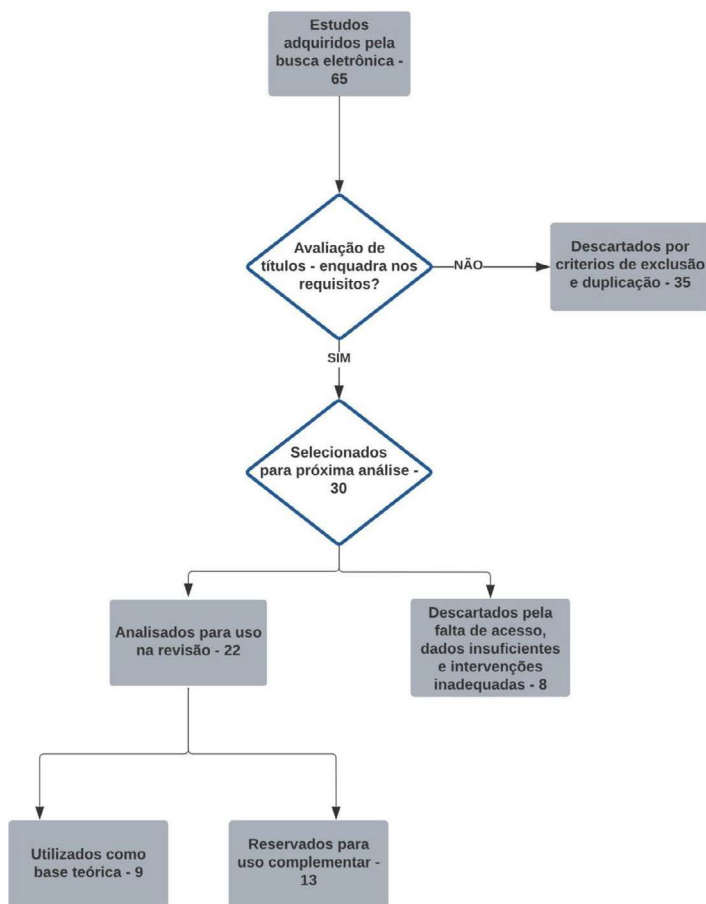 Estudos
adquiridos pela
busca eletrônica -
65
Avaliação de
títulos - enquadra nos
requisitos?
NÃO
Descartados por
criterios de exclusão
e duplicação - 35
SIM
Selecionados
para próxima análise -
30
Analisados para uso
na revisão - 22
Descartados pela
falta de acesso,
dados insuficientes
e intervenções
inadequadas - 8
Utilizados como
base teórica - 9
Reservados para
uso complementar -
13